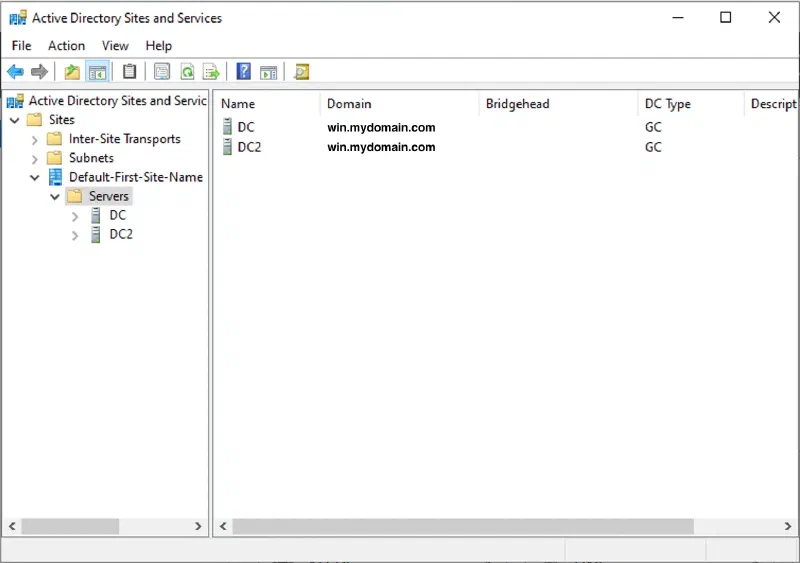 Active Directory Sites and Services
File Action View Help
Active Directory Sites and Servic
Sites
Inter-Site Transports
Subnets
Default-First-Site-Name
Servers
DC
DC2
Name Domain Bridgehead DC Type Descript
DC win.mydomain.com GC
DC2 win.mydomain.com GC